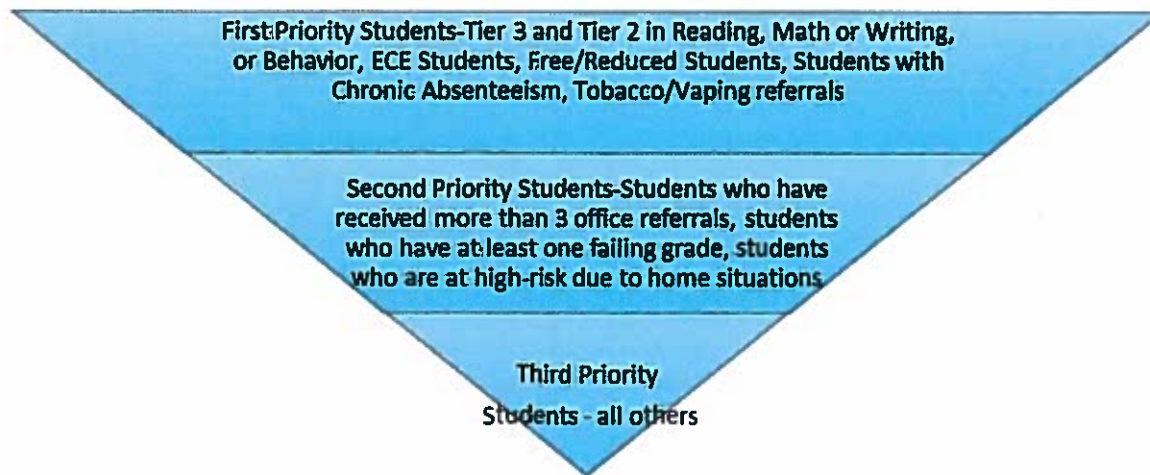 First Priority Students-Tier 3 and Tier 2 in Reading, Math or Writing,
or Behavior, ECE Students, Free/Reduced Students, Students with
Chronic Absenteeism, Tobacco/Vaping referrals
Second Priority Students-Students who have
received more than 3 office referrals, students
who have at least one failing grade, students
who are at high-risk due to home situations
Third Priority
Students - all others